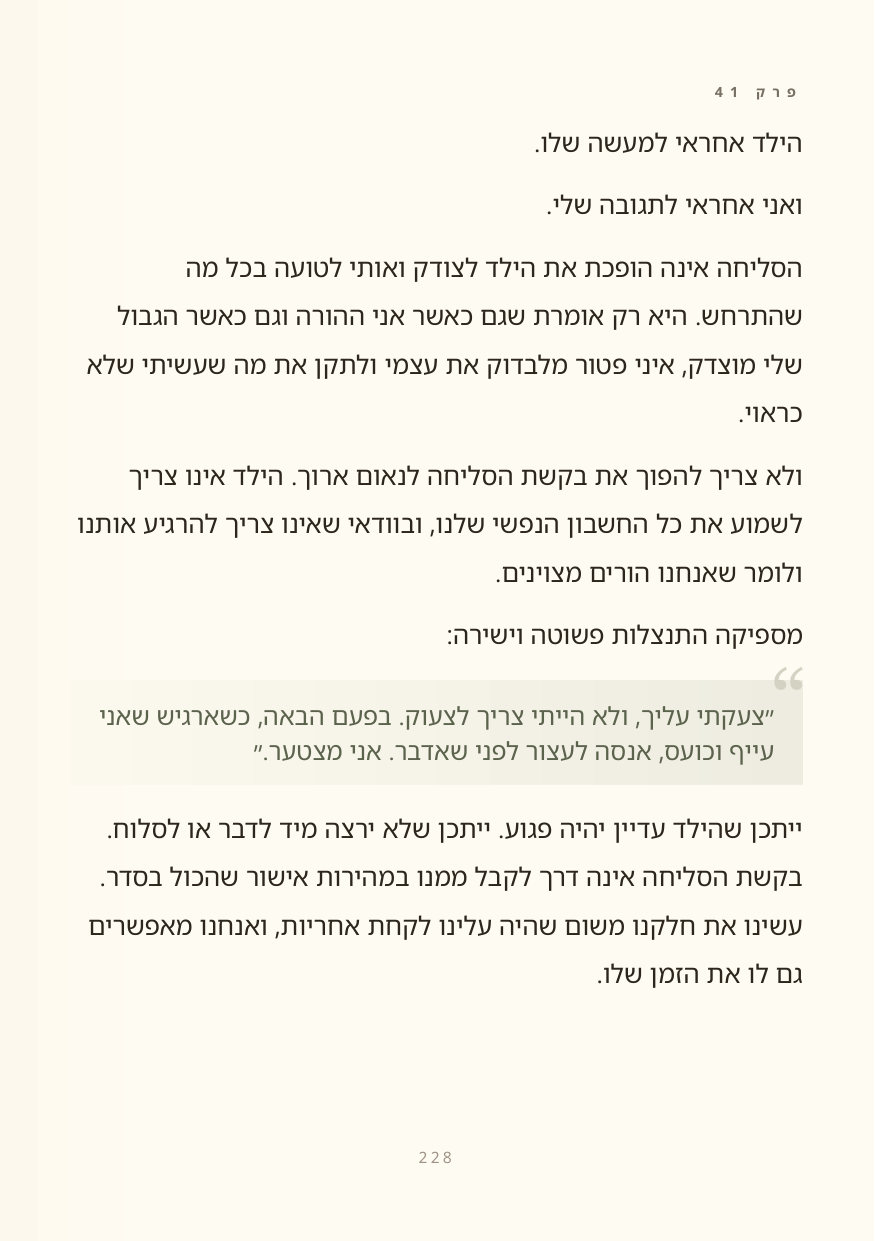 פרק 41
הילד אחראי למעשה שלו.
ואני אחראי לתגובה שלי.
הסליחה אינה הופכת את הילד לצודק ואותי לטועה בכל מה
שהתרחש. היא רק אומרת שגם כאשר אני ההורה וגם כאשר הגבול
שלי מוצדק, איני פטור מלבדוק את עצמי ולתקן את מה שעשיתי שלא
כראוי.
ולא צריך להפוך את בקשת הסליחה לנאום ארוך. הילד אינו צריך
לשמוע את כל החשבון הנפשי שלנו, ובוודאי שאינו צריך להרגיע אותנו
ולומר שאנחנו הורים מצוינים.
מספיקה התנצלות פשוטה וישירה:
“
״צעקתי עליך, ולא הייתי צריך לצעוק. בפעם הבאה, כשארגיש שאני
עייף וכועס, אנסה לעצור לפני שאדבר. אני מצטער.״
ייתכן שהילד עדיין יהיה פגוע. ייתכן שלא ירצה מיד לדבר או לסלוח.
בקשת הסליחה אינה דרך לקבל ממנו במהירות אישור שהכול בסדר.
עשינו את חלקנו משום שהיה עלינו לקחת אחריות, ואנחנו מאפשרים
גם לו את הזמן שלו.
228